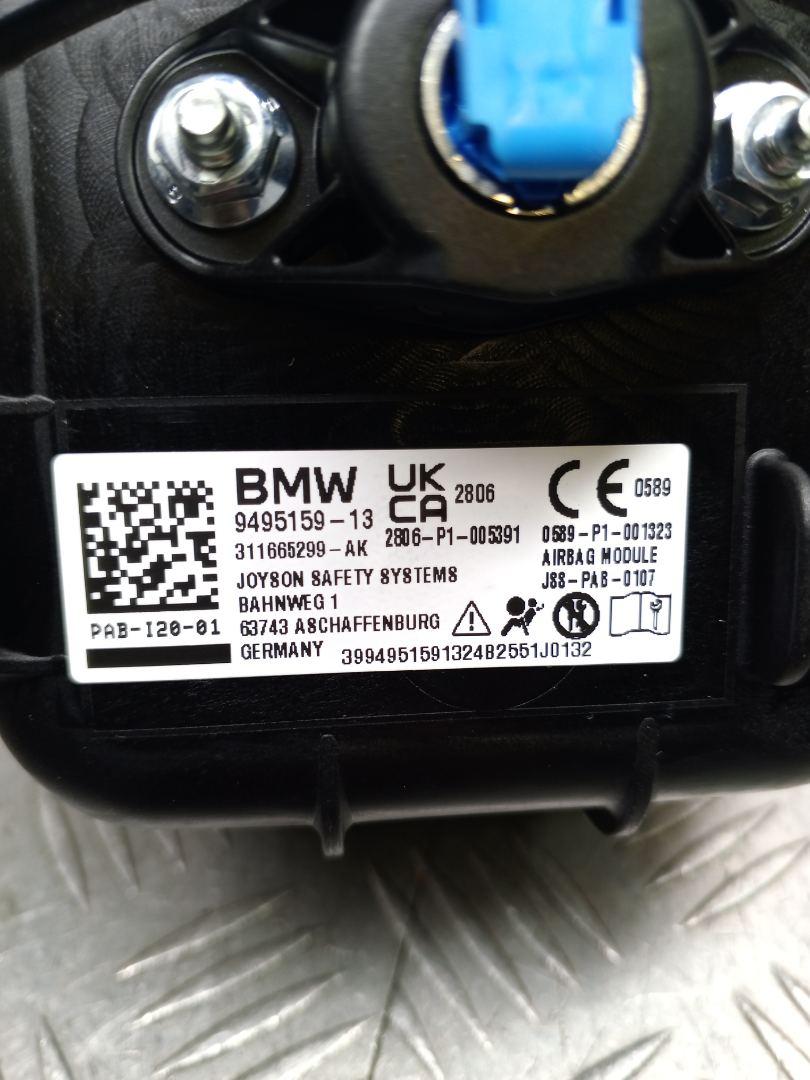 BMW UK CA 2806 CE 0589
9495159-13
2806-P1-005391 0589-P1-001323
311665299-AK AIRBAG MODULE
JOYSON SAFETY SYSTEMS JSS-PAB-0107
BAHNWEG 1
PAB-I20-01 63743 ASCHAFFENBURG
GERMANY 3994951591324B2551J0132